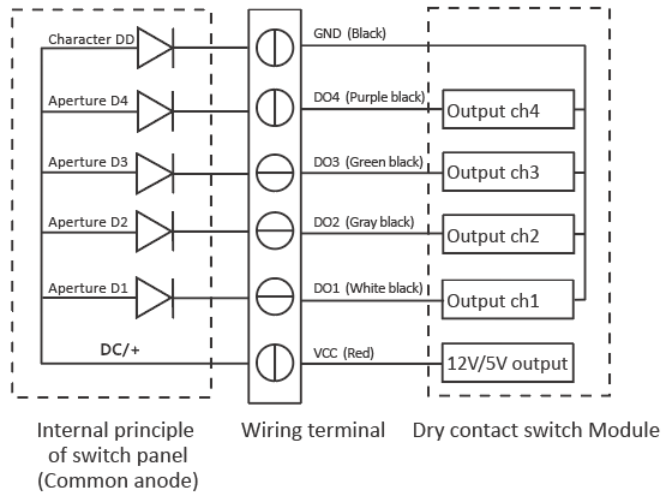 Character DD
GND (Black)
Aperture D4
DO4 (Purple black)
Output ch4
Aperture D3
DO3 (Green black)
Output ch3
Aperture D2
DO2 (Gray black)
Output ch2
Aperture D1
DO1 (White black)
Output ch1
DC/+
VCC (Red)
12V/5V output
Internal principle
of switch panel
(Common anode)
Wiring terminal
Dry contact switch Module